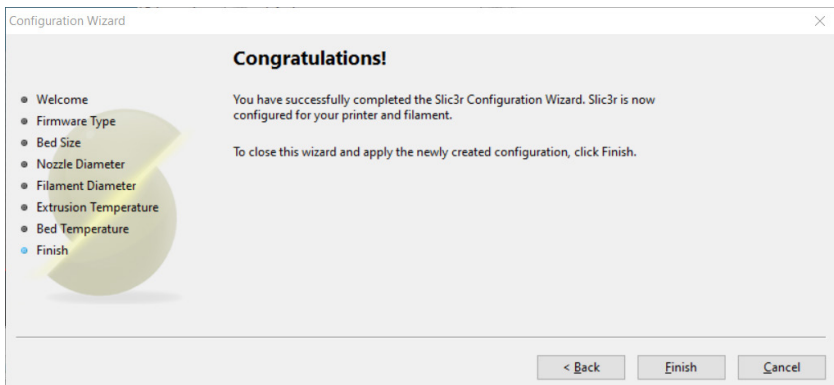 Configuration Wizard
Congratulations!
Welcome
Firmware Type
Bed Size
Nozzle Diameter
Filament Diameter
Extrusion Temperature
Bed Temperature
Finish
You have successfully completed the Slic3r Configuration Wizard. Slic3r is now
configured for your printer and filament.
To close this wizard and apply the newly created configuration, click Finish.
< Back
Finish
Cancel